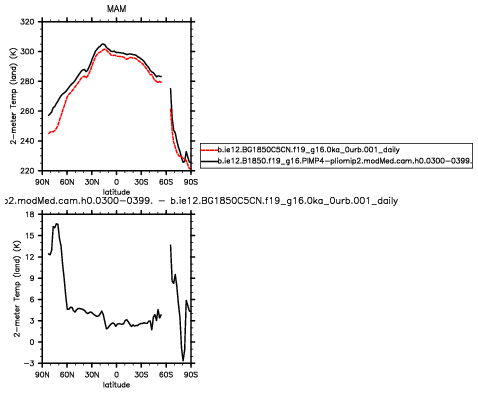 MAM
320
300
280
260
240
220
2-meter Temp (land) (K)
90N 60N 30N 0 30S 60S 90S
latitude
b.ie12.BG1850C5CN.f19_g16.0ka_0urb.001_daily
b.ie12.B1850.f19_g16.PlMP4-pliomip2.modMed.cam.h0.0300-0399.
o2.modMed.cam.h0.0300-0399. - b.ie12.BG1850C5CN.f19_g16.0ka_0urb.001_daily
18
15
12
9
6
3
0
-3
2-meter Temp (land) (K)
90N 60N 30N 0 30S 60S 90S
latitude